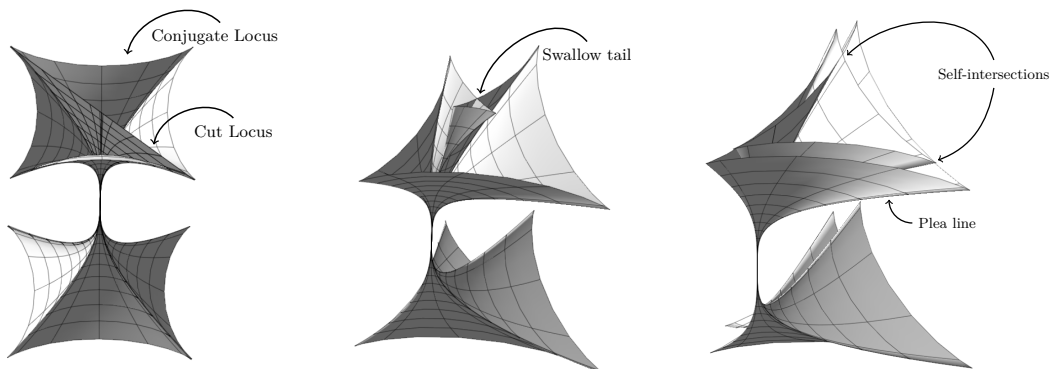 Conjugate Locus
Cut Locus
Swallow tail
Self-intersections
Plea line